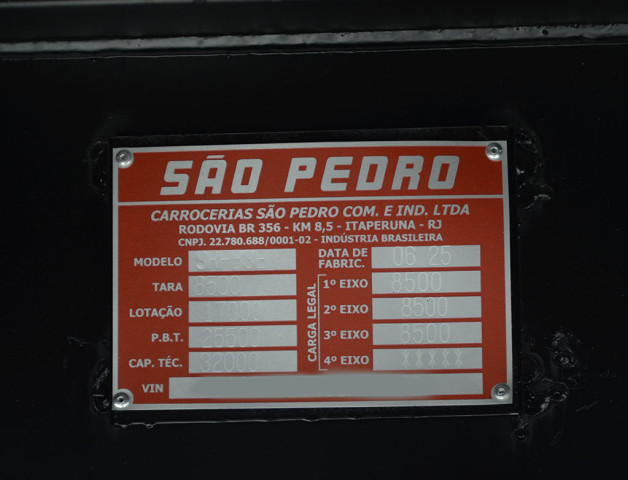 SÃO PEDRO
CARROCERIAS SÃO PEDRO COM. E IND. LTDA
RODOVIA BR 356 - KM 8,5 - ITAPERUNA - RJ
CNPJ. 22.780.688/0001-02 - INDÚSTRIA BRASILEIRA
MODELO
TARA
LOTAÇÃO 17000
P.B.T. 25500
CAP. TÉC. 32000
DATA DE
FABRIC. 06 25
CARGA LEGAL
1º EIXO 8500
2º EIXO 8500
3º EIXO 8500
4º EIXO XXXXX
VIN